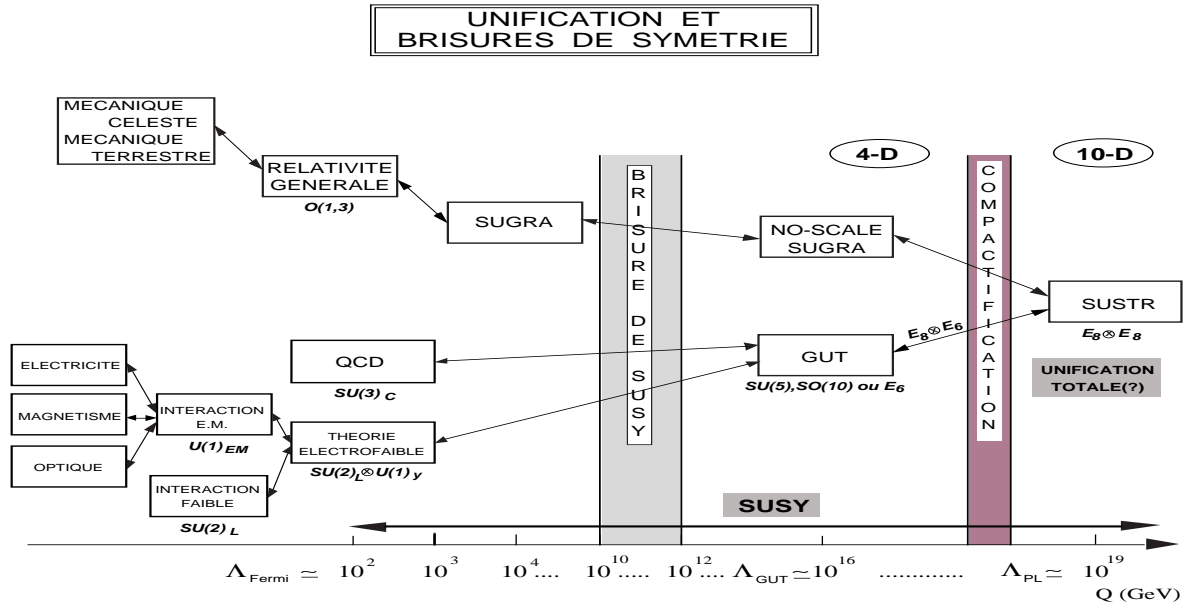 UNIFICATION ET
BRISURES DE SYMETRIE
MECANIQUE
CELESTE
MECANIQUE
TERRESTRE
RELATIVITE
GENERALE
O(1,3)
SUGRA
BRISURE DE SUSY
4-D
NO-SCALE
SUGRA
COMPACTIFICATION
10-D
SUSTR
E8⊗E8
UNIFICATION
TOTALE(?)
E8⊗E6
GUT
SU(5),SO(10) ou E6
QCD
SU(3) C
ELECTRICITE
MAGNETISME
OPTIQUE
INTERACTION
E.M.
U(1) EM
THEORIE
ELECTROFAIBLE
SU(2)L⊗U(1) y
INTERACTION
FAIBLE
SU(2) L
SUSY
ΛFermi ≃ 10² 10³ 10⁴.... 10¹⁰..... 10¹².... ΛGUT ≃10¹⁶ ............. ΛPL ≃ 10¹⁹
Q (GeV)